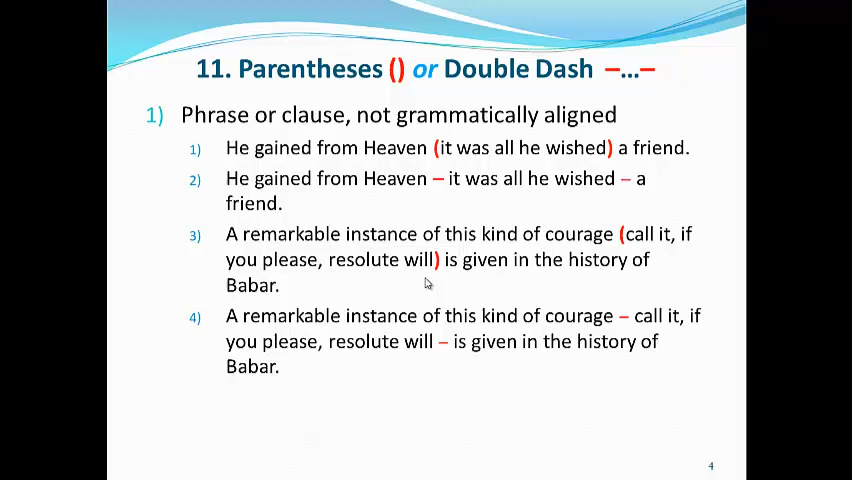 11. Parentheses () or Double Dash –...–
1) Phrase or clause, not grammatically aligned
1) He gained from Heaven (it was all he wished) a friend.
2) He gained from Heaven – it was all he wished – a
friend.
3) A remarkable instance of this kind of courage (call it, if
you please, resolute will) is given in the history of
Babar.
4) A remarkable instance of this kind of courage – call it, if
you please, resolute will – is given in the history of
Babar.
4